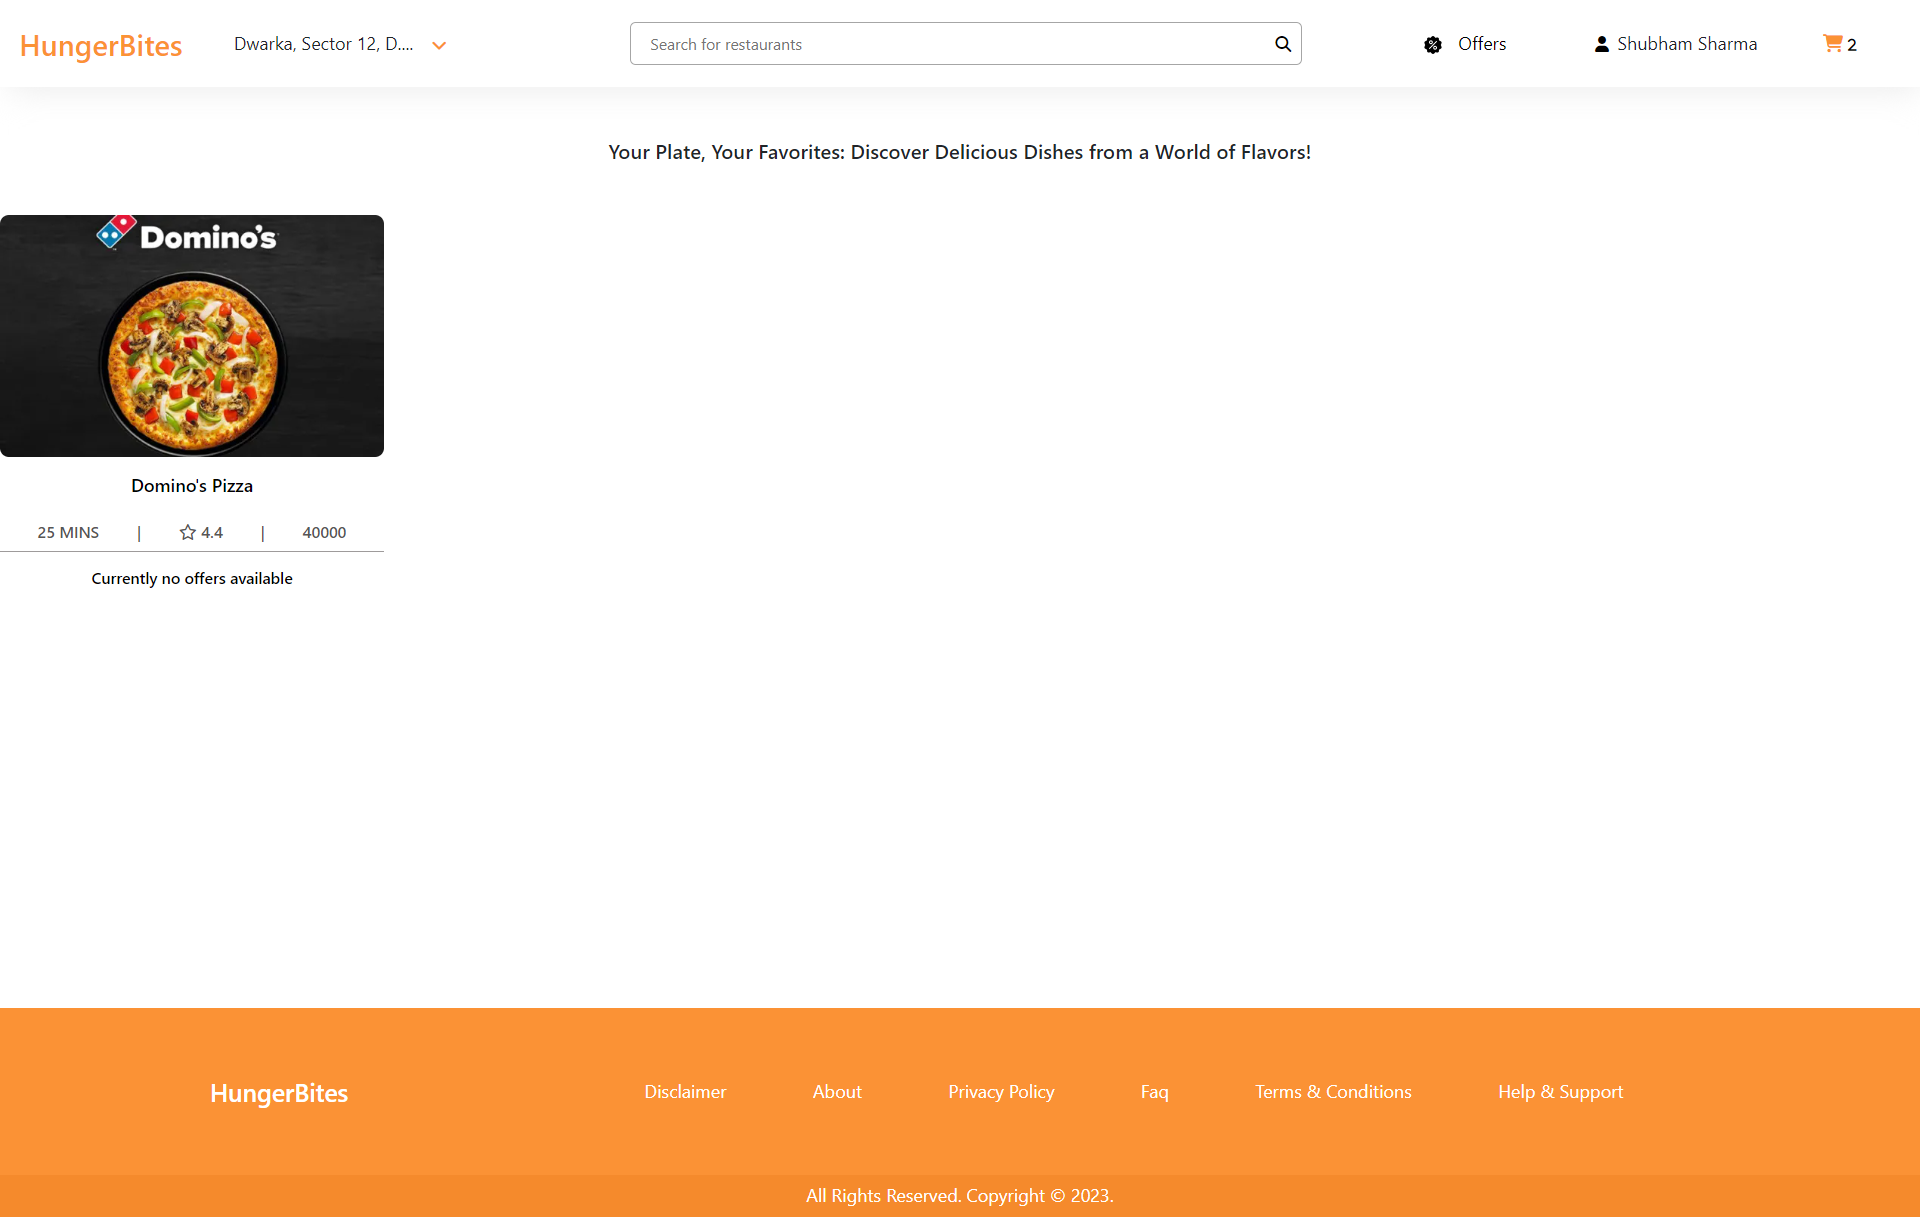 HungerBites
Dwarka, Sector 12, D....
Search for restaurants
Offers
Shubham Sharma
2
Your Plate, Your Favorites: Discover Delicious Dishes from a World of Flavors!
Domino's
Domino's Pizza
25 MINS | 4.4 | 40000
Currently no offers available
HungerBites
Disclaimer
About
Privacy Policy
Faq
Terms & Conditions
Help & Support
All Rights Reserved. Copyright © 2023.